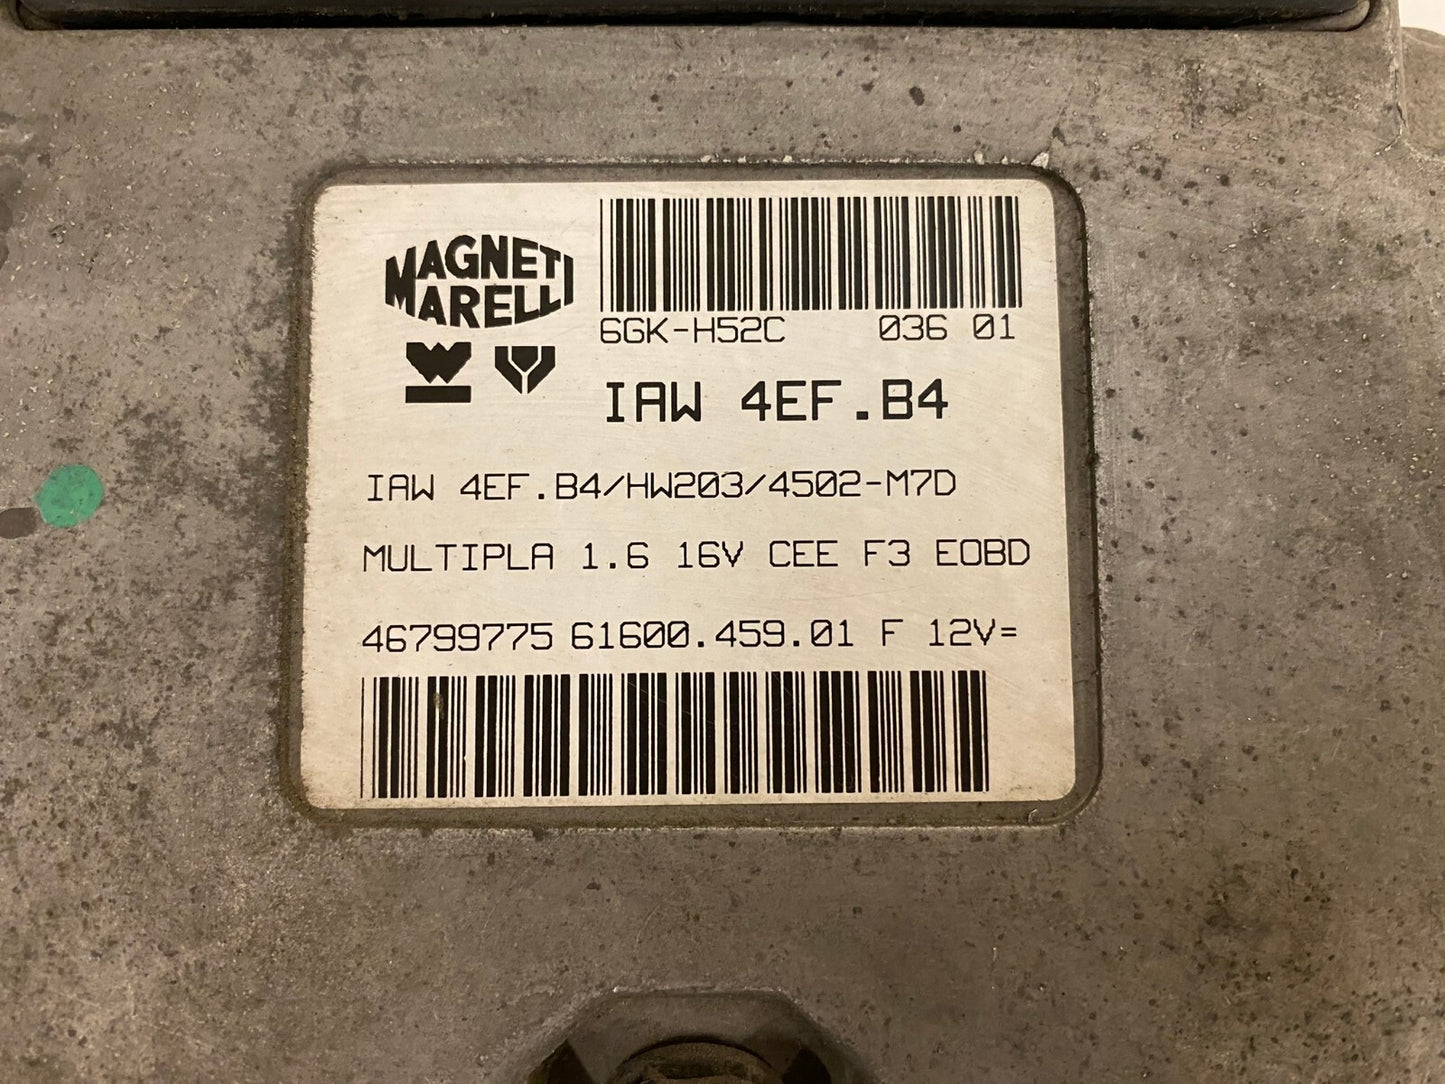 MAGNETI
MARELLI
6GK-H52C 036 01
IAW 4EF.B4
IAW 4EF.B4/HW203/4502-M7D
MULTIPLA 1.6 16V CEE F3 EOBD
46799775 61600.459.01 F 12V=